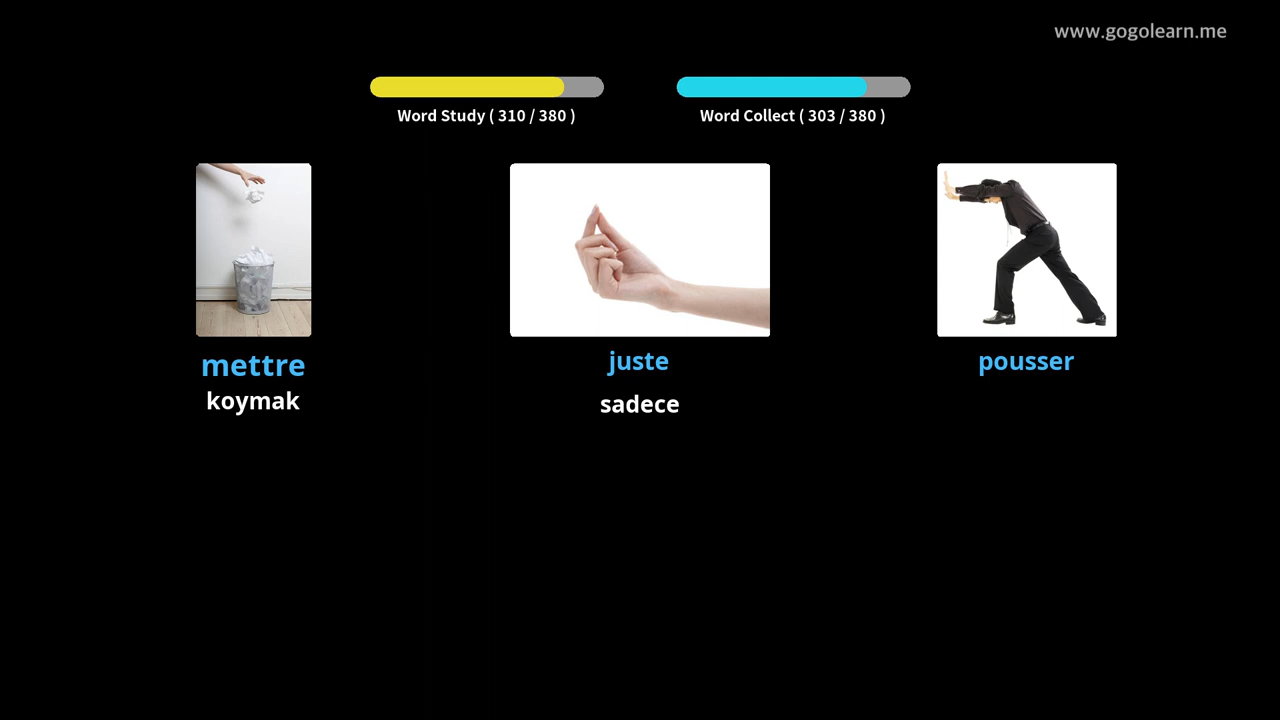 www.gogolearn.me
Word Study ( 310 / 380 )
Word Collect ( 303 / 380 )
mettre
koymak
juste
sadece
pousser